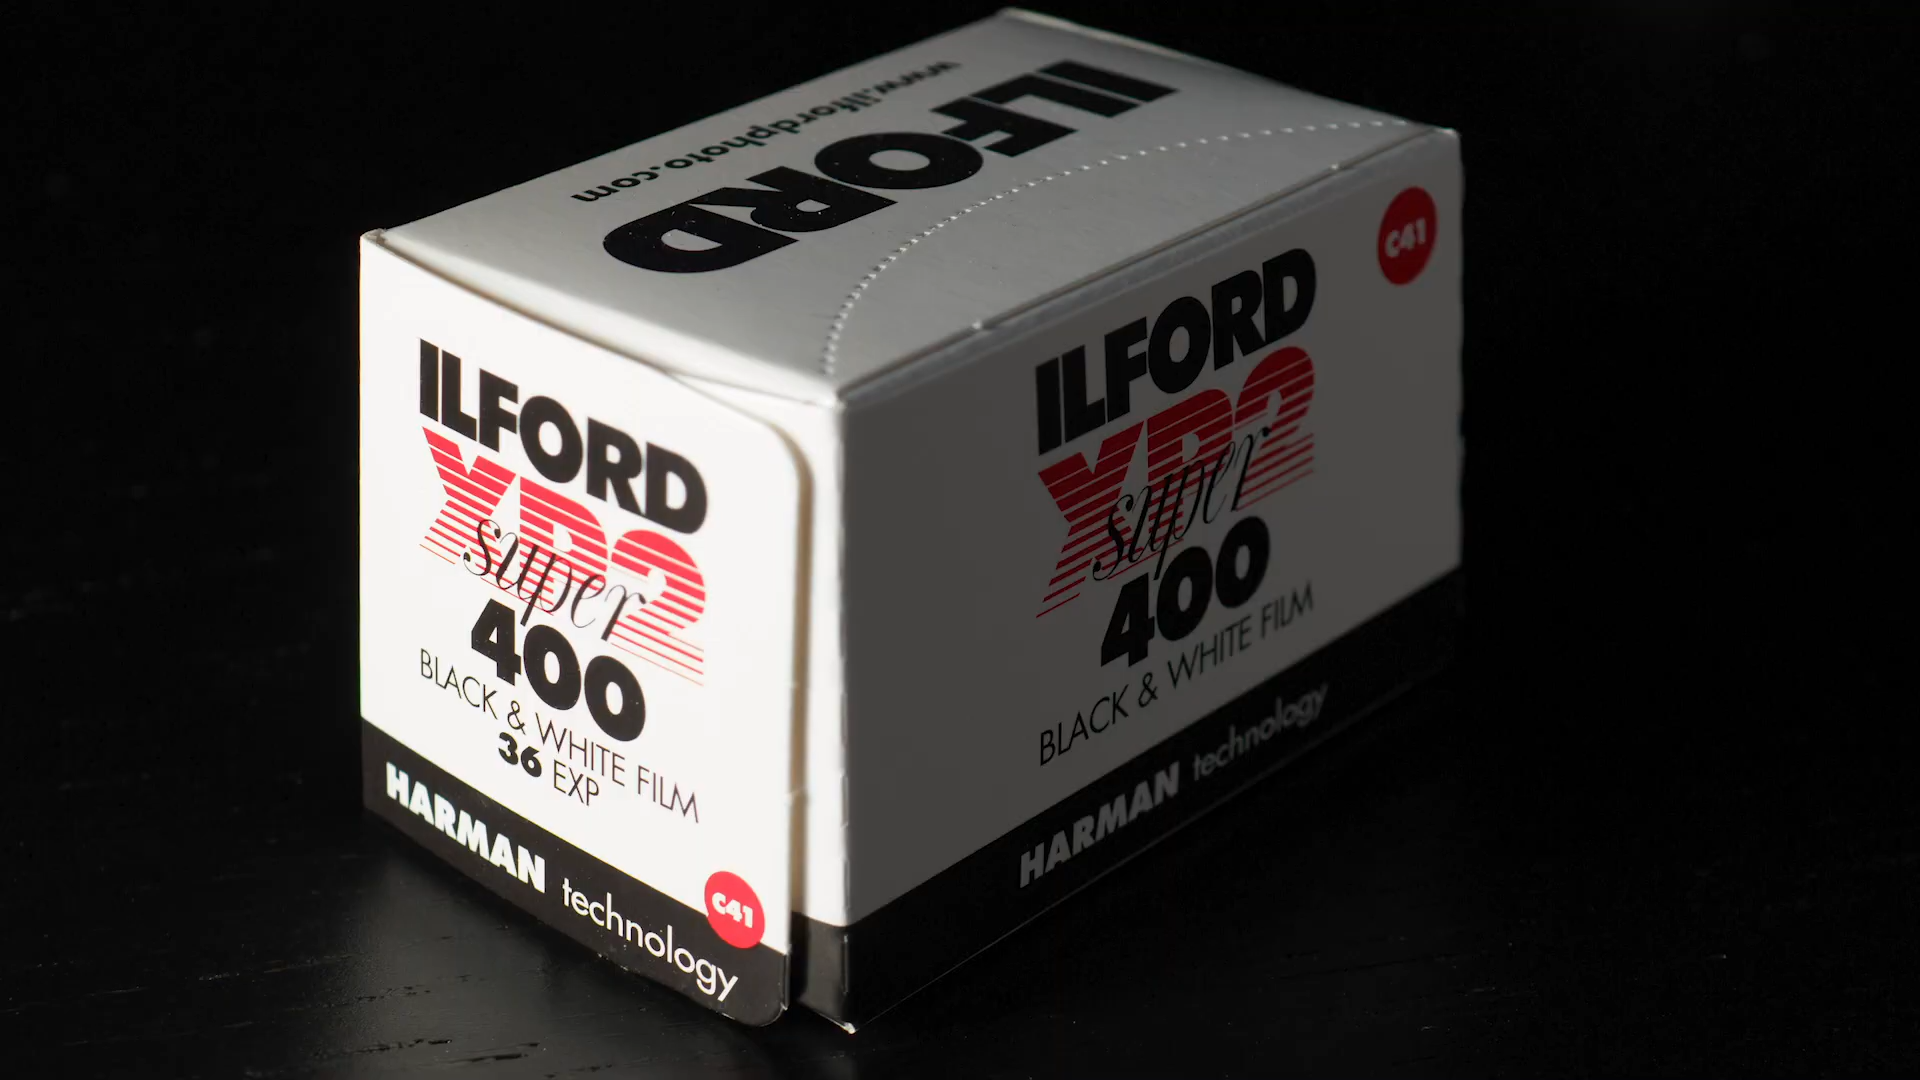 ILFORD
www.ilfordphoto.com
ILFORD
XP2
super
400
BLACK & WHITE FILM
36 EXP
HARMAN technology
C41
C41
ILFORD
XP2
super
400
BLACK & WHITE FILM
HARMAN technology